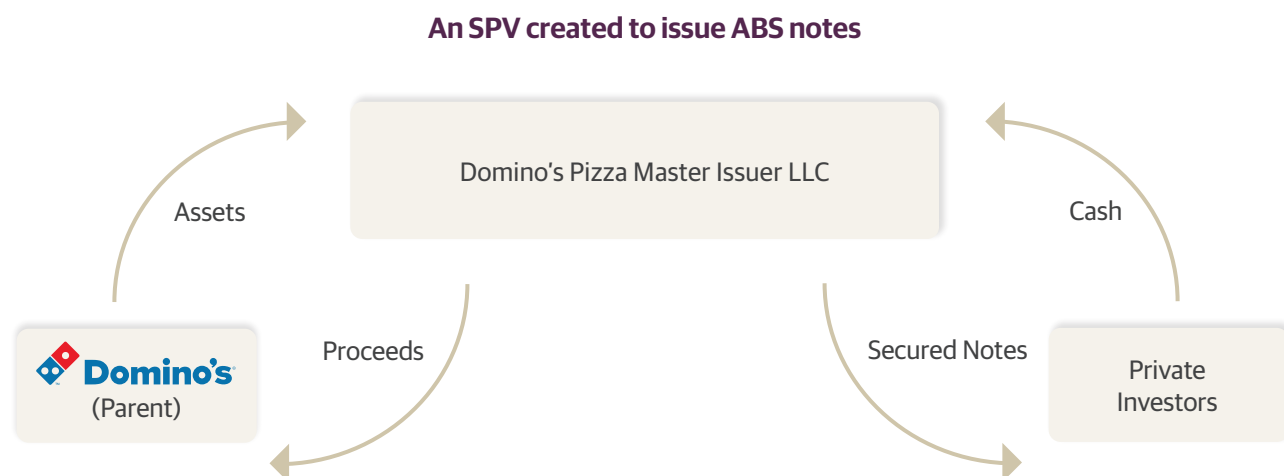 An SPV created to issue ABS notes
Domino's Pizza Master Issuer LLC
Assets
Cash
Proceeds
Secured Notes
Domino's
(Parent)
Private
Investors